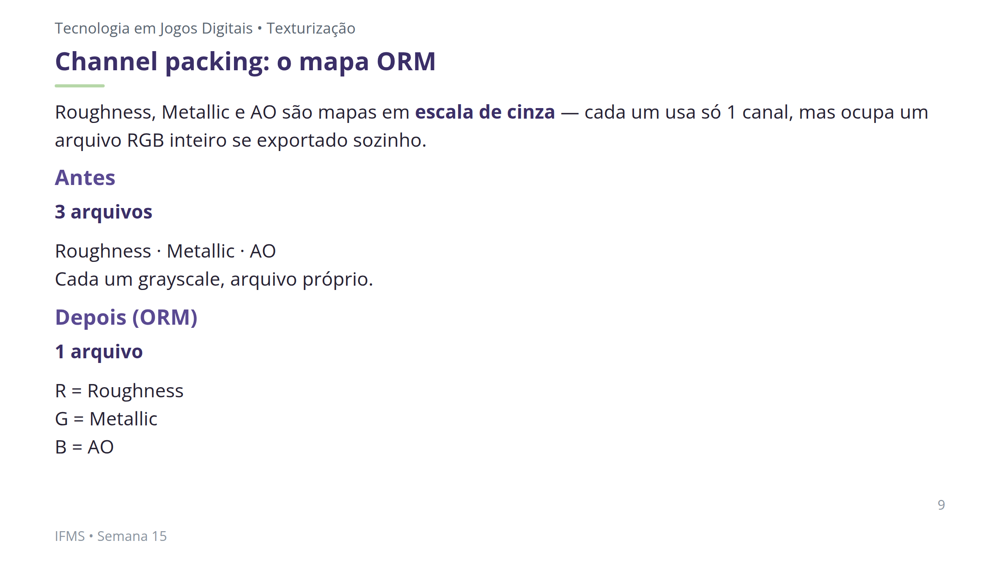 Tecnologia em Jogos Digitais • Texturização
Channel packing: o mapa ORM
Roughness, Metallic e AO são mapas em escala de cinza — cada um usa só 1 canal, mas ocupa um
arquivo RGB inteiro se exportado sozinho.
Antes
3 arquivos
Roughness · Metallic · AO
Cada um grayscale, arquivo próprio.
Depois (ORM)
1 arquivo
R = Roughness
G = Metallic
B = AO
9
IFMS • Semana 15